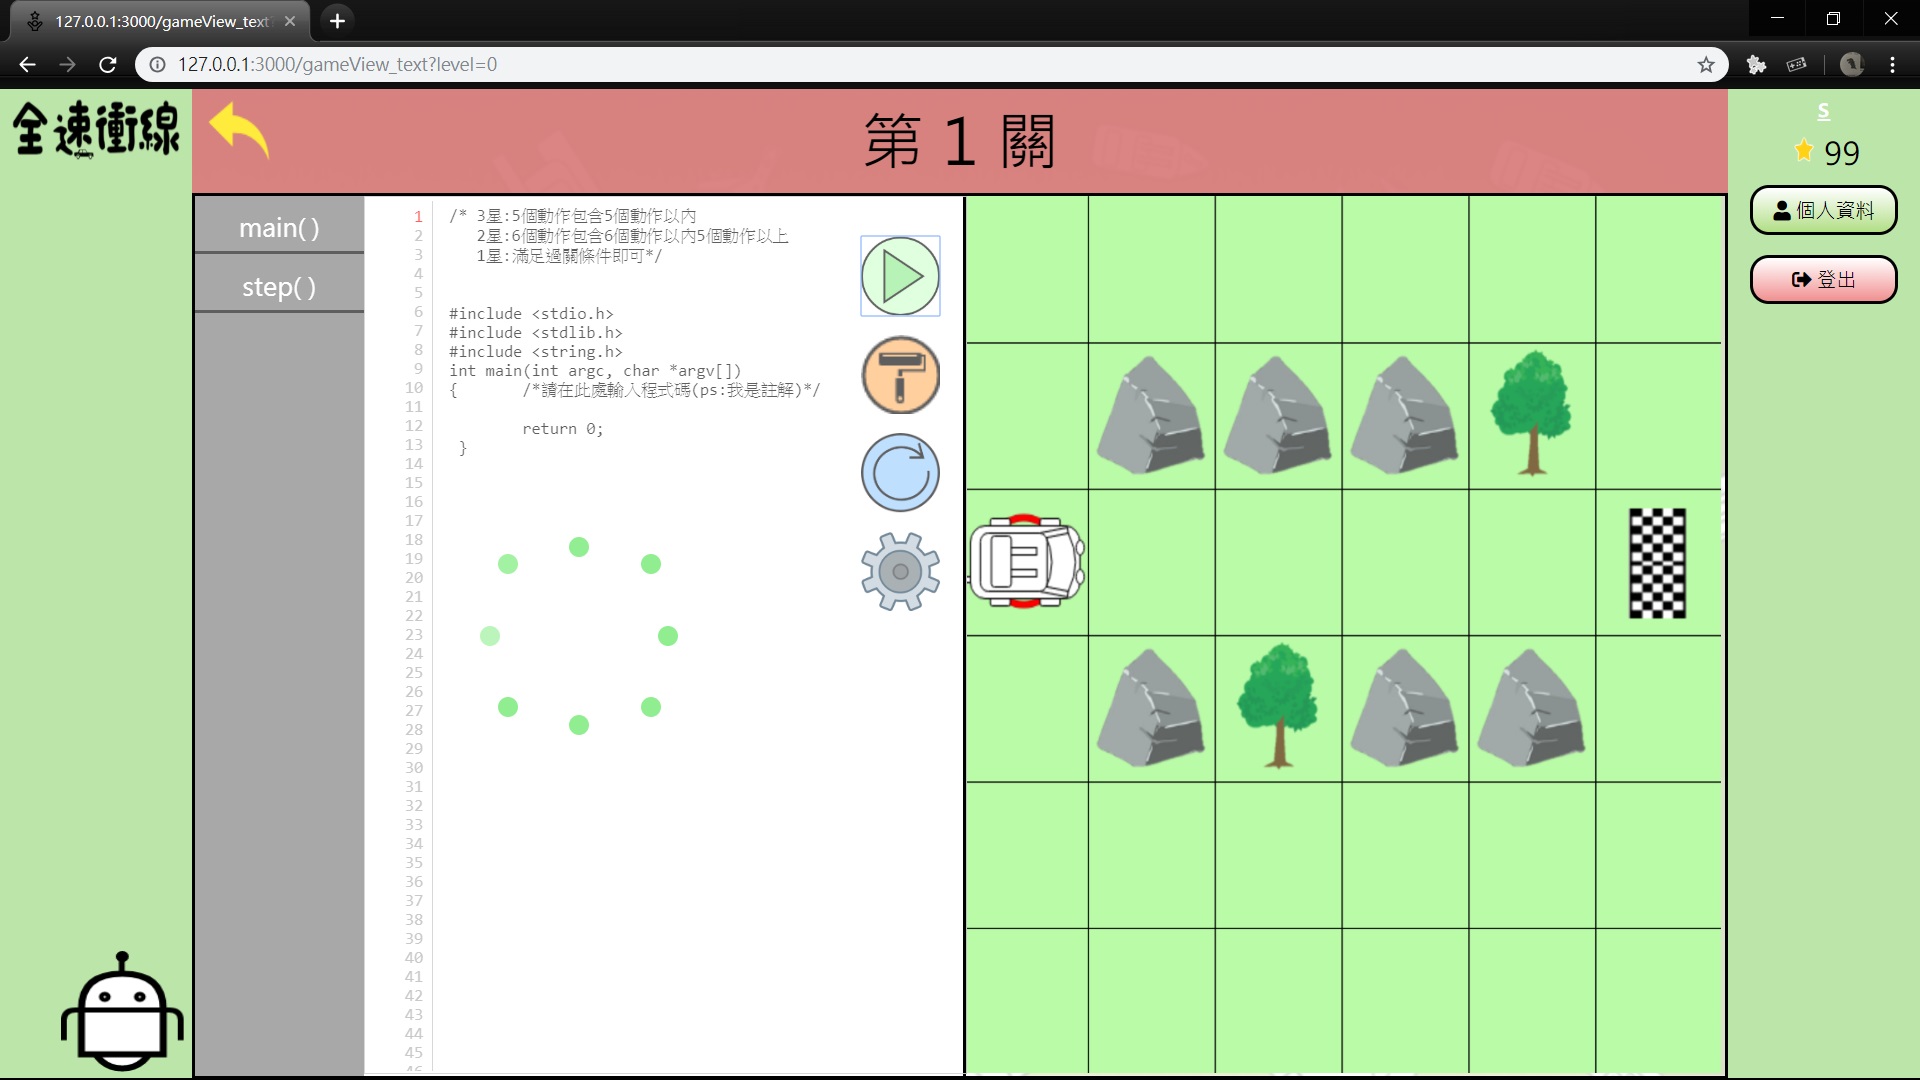 127.0.0.1:3000/gameView_text
127.0.0.1:3000/gameView_text?level=0
全速衝線
第 1 關
s
99
個人資料
登出
main( )
step( )
1 /* 3星:5個動作包含5個動作以內
2 2星:6個動作包含6個動作以內5個動作以上
3 1星:滿足過關條件即可*/
4
5
6 #include <stdio.h>
7 #include <stdlib.h>
8 #include <string.h>
9 int main(int argc, char *argv[])
10 { /*請在此處輸入程式碼(ps:我是註解)*/
11
12 return 0;
13 }
14
15
16
17
18
19
20
21
22
23
24
25
26
27
28
29
30
31
32
33
34
35
36
37
38
39
40
41
42
43
44
45
46